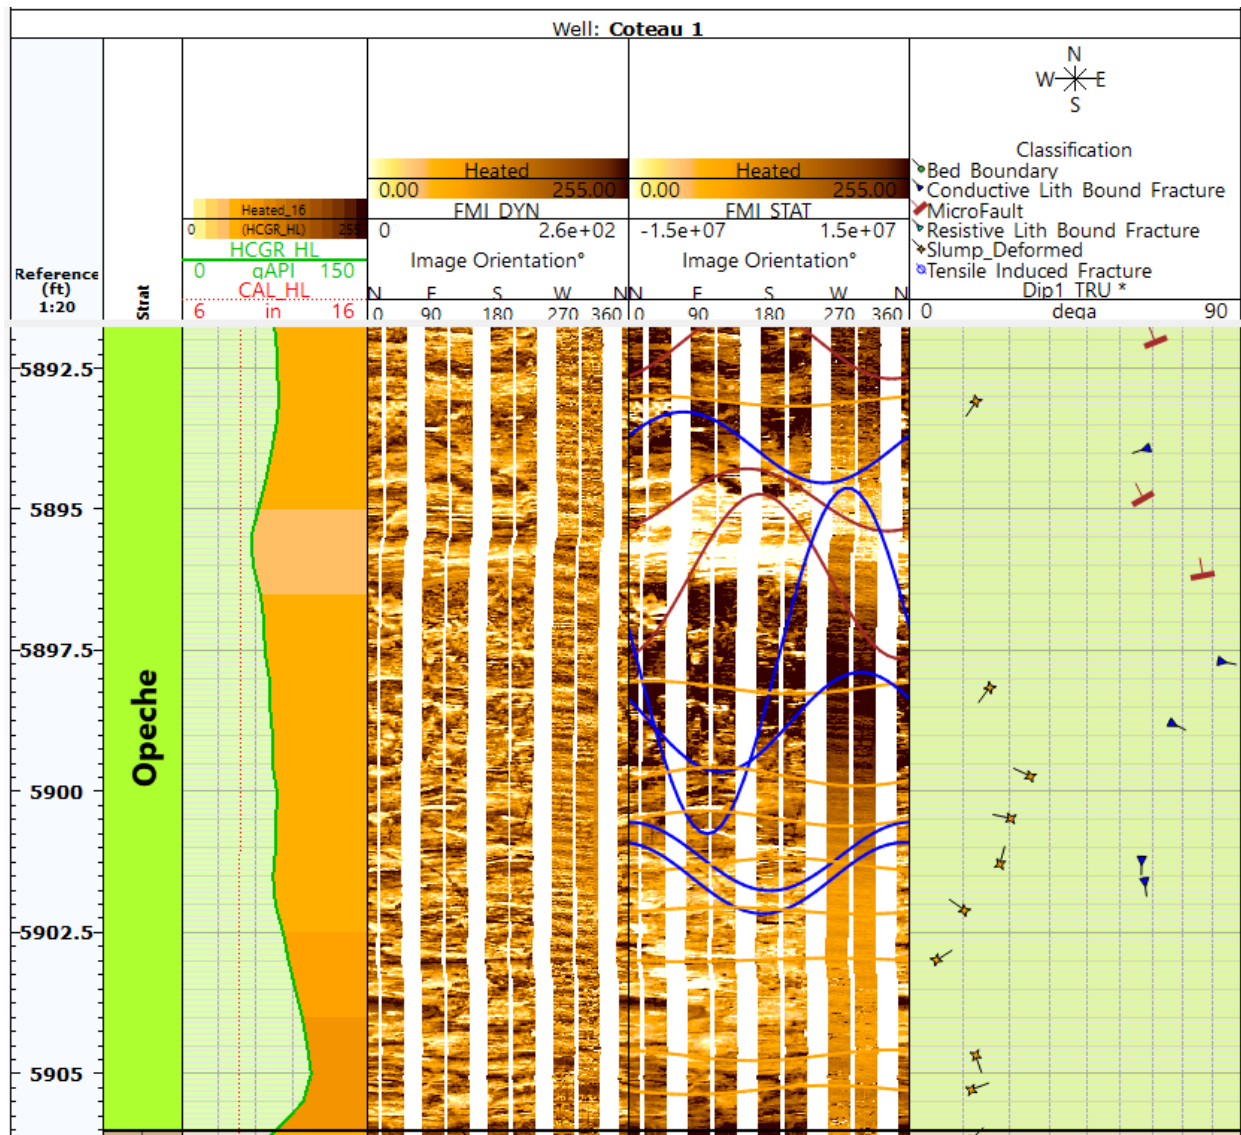 Well: Coteau 1
N
W E
S
Classification
Bed Boundary
Conductive Lith Bound Fracture
MicroFault
Resistive Lith Bound Fracture
Slump_Deformed
Tensile Induced Fracture
Dip1 TRU *
0 dega 90
Heated
0.00 255.00
FMI DYN
0 2.6e+02
Image Orientation°
N E S W N
0 90 180 270 360
Heated
0.00 255.00
FMI STAT
-1.5e+07 1.5e+07
Image Orientation°
N E S W N
0 90 180 270 360
Heated_16
0 (HCGR_HL) 255
HCGR HL
0 gAPI 150
CAL_HL
6 in 16
Reference
(ft)
1:20
Strat
5892.5
5895
5897.5
5900
5902.5
5905
Opeche